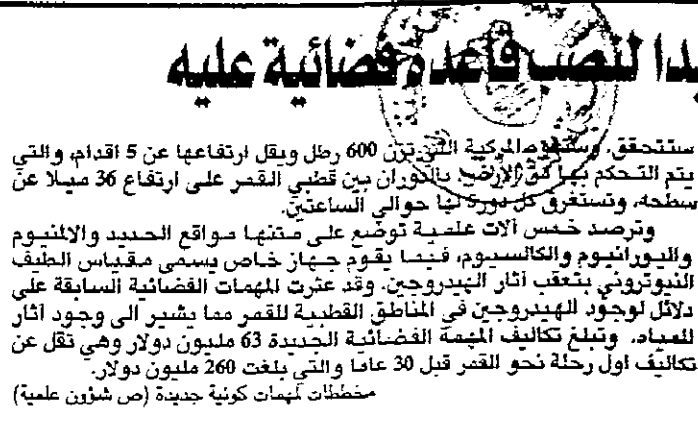 يدا لنصب قاعدة فضائية عليه
ستتحقق. وستقوم المركبة التي تزن 600 رطل ويقل ارتفاعها عن 5 اقدام، والتي
يتم التحكم بها من الارض، بالدوران بين قطبي القمر على ارتفاع 36 ميلا عن
سطحه، وتستغرق كل دورة لها حوالي الساعتين.
وترصد خمس آلات علمية توضع على متنها مواقع الحديد والالمنيوم
واليورانيوم والكالسيوم، فيما يقوم جهاز خاص يسمى مقياس الطيف
النيوتروني بتعقب آثار الهيدروجين. وقد عثرت المهمات الفضائية السابقة على
دلائل لوجود الهيدروجين في المناطق القطبية للقمر مما يشير الى وجود آثار
للمياه. وتبلغ تكاليف المهمة الفضائية الجديدة 63 مليون دولار وهي تقل عن
تكاليف اول رحلة نحو القمر قبل 30 عاما والتي بلغت 260 مليون دولار.
مخططات لمهمات كونية جديدة (ص شؤون علمية)